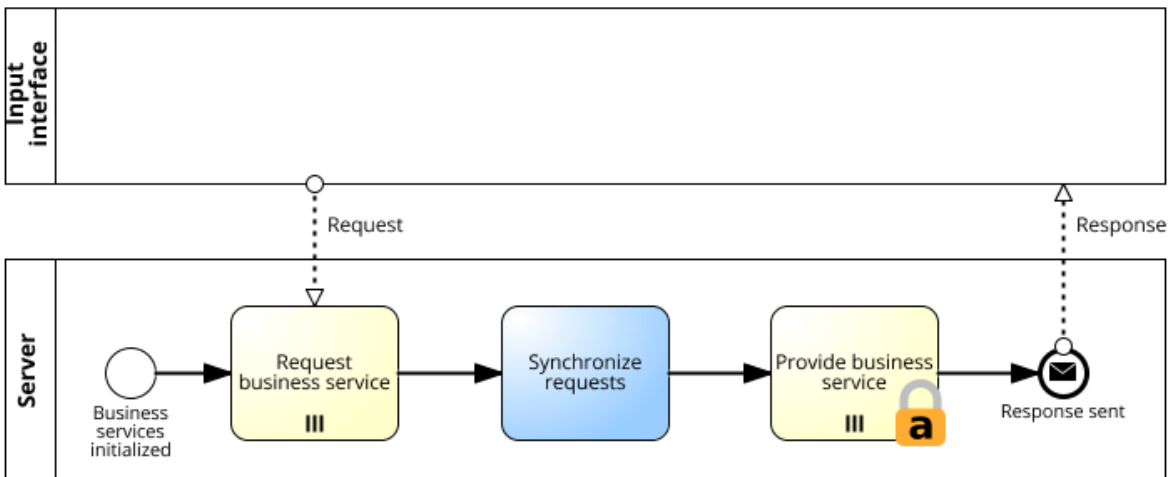 Input
interface
Request
Response
Server
Business
services
initialized
Request
business service
Synchronize
requests
Provide business
service
a
Response sent